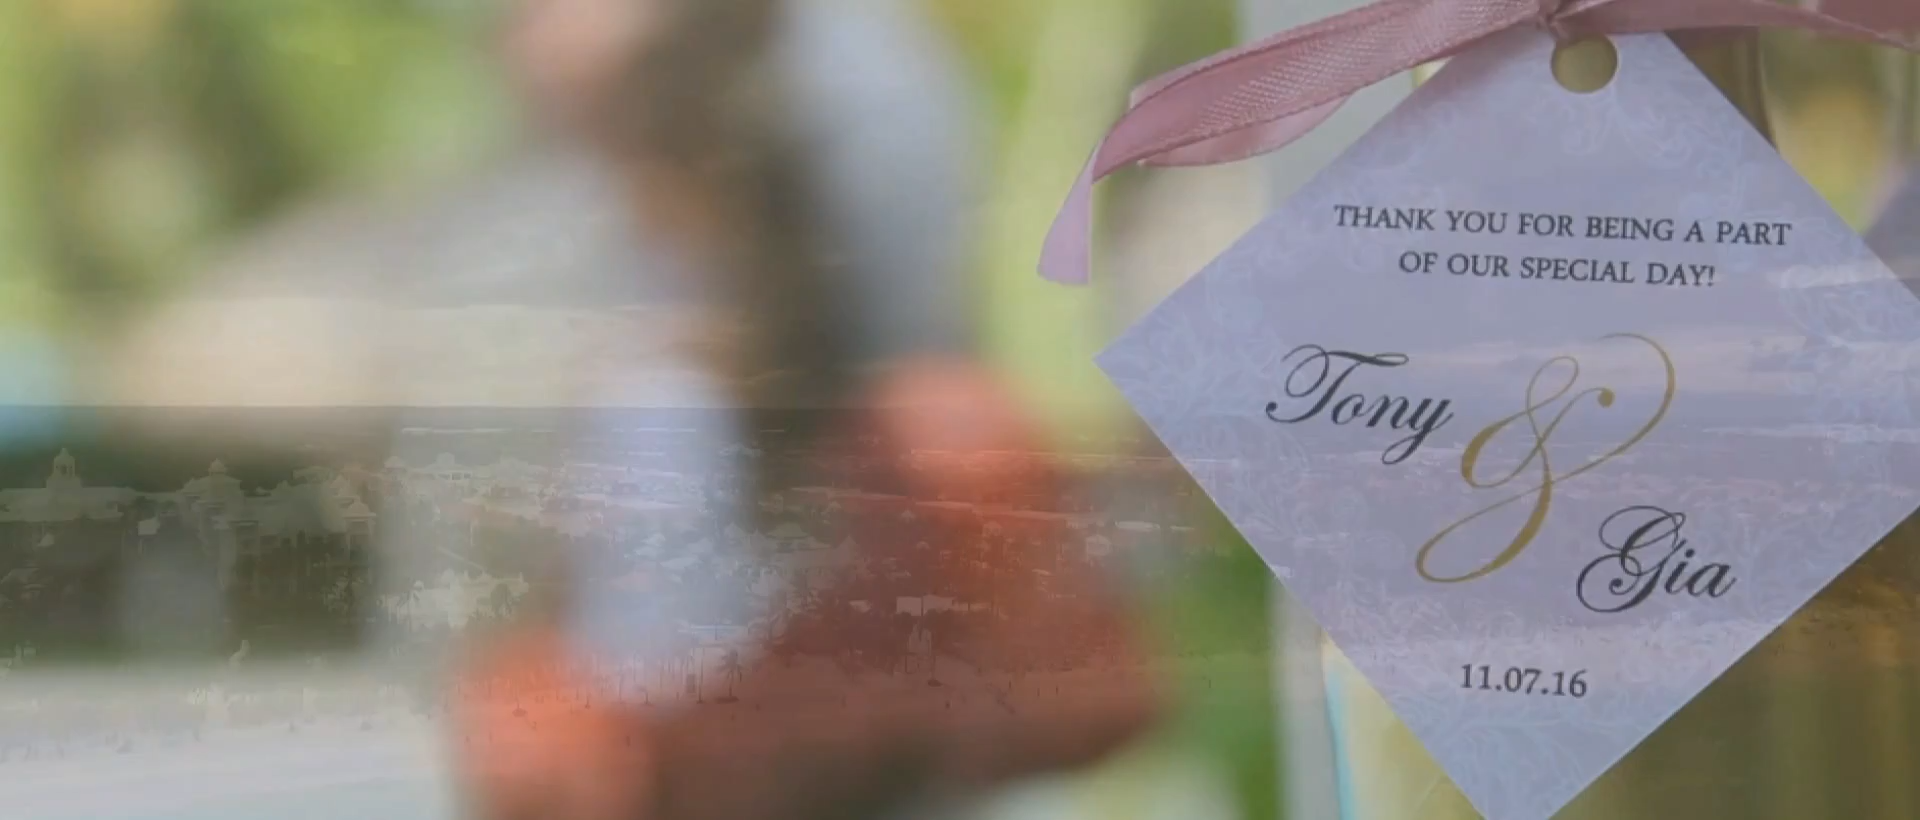 THANK YOU FOR BEING A PART
OF OUR SPECIAL DAY!
Tony
&
Gia
11.07.16